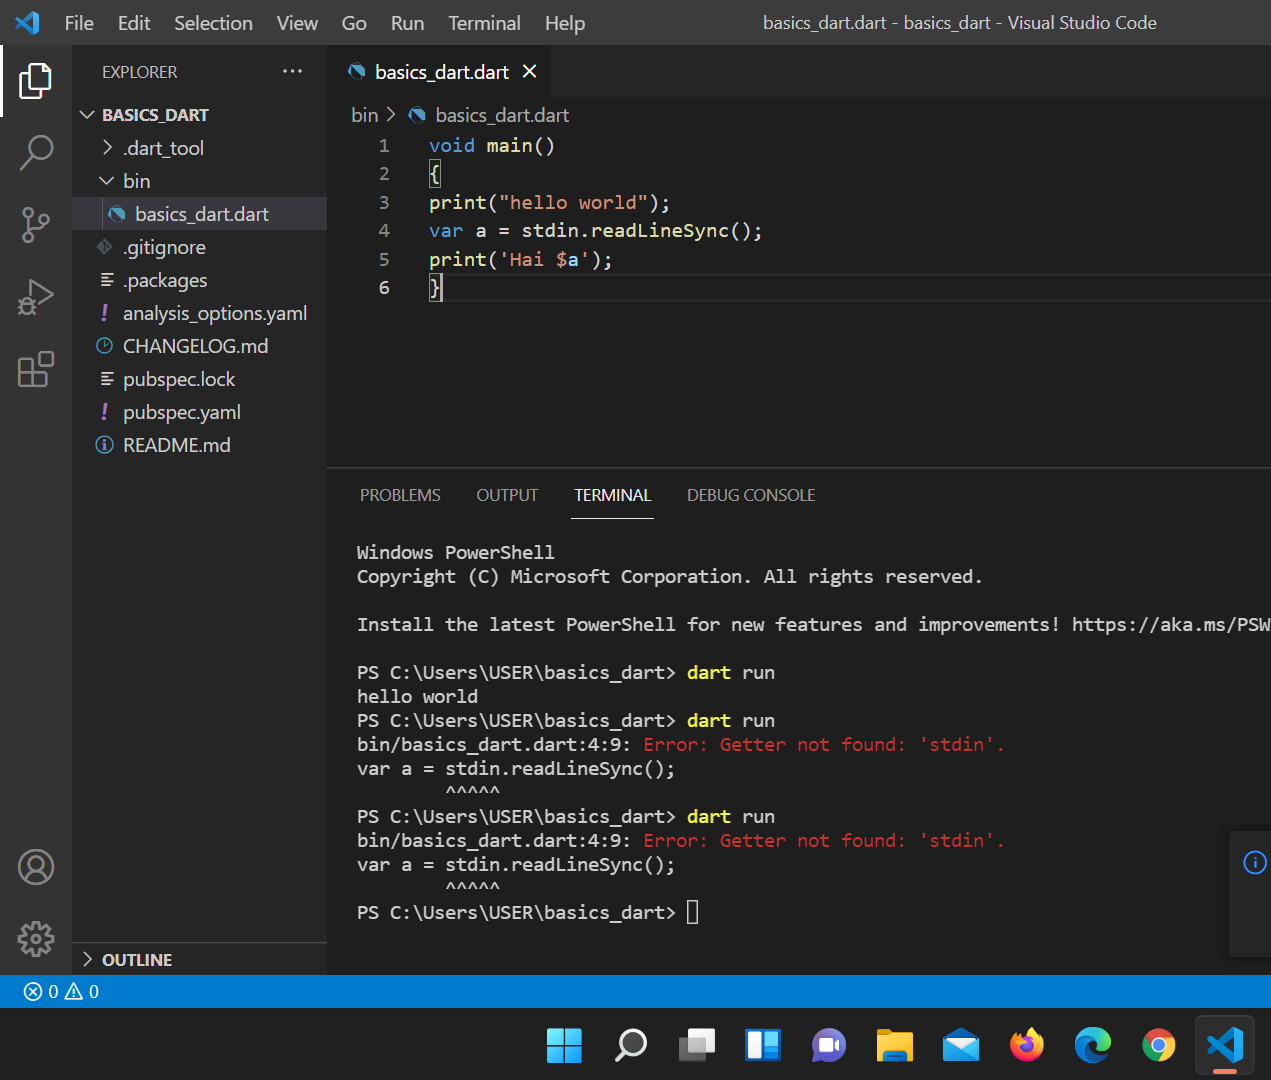 File Edit Selection View Go Run Terminal Help basics_dart.dart - basics_dart - Visual Studio Code
EXPLORER ...
BASICS_DART
.dart_tool
bin
basics_dart.dart
.gitignore
.packages
analysis_options.yaml
CHANGELOG.md
pubspec.lock
pubspec.yaml
README.md
OUTLINE
basics_dart.dart
bin > basics_dart.dart
1 void main()
2 {
3 print("hello world");
4 var a = stdin.readLineSync();
5 print('Hai $a');
6 }
PROBLEMS OUTPUT TERMINAL DEBUG CONSOLE
Windows PowerShell
Copyright (C) Microsoft Corporation. All rights reserved.
Install the latest PowerShell for new features and improvements! https://aka.ms/PSW
PS C:\Users\USER\basics_dart> dart run
hello world
PS C:\Users\USER\basics_dart> dart run
bin/basics_dart.dart:4:9: Error: Getter not found: 'stdin'.
var a = stdin.readLineSync();
^^^^^
PS C:\Users\USER\basics_dart> dart run
bin/basics_dart.dart:4:9: Error: Getter not found: 'stdin'.
var a = stdin.readLineSync();
^^^^^
PS C:\Users\USER\basics_dart>
0 0